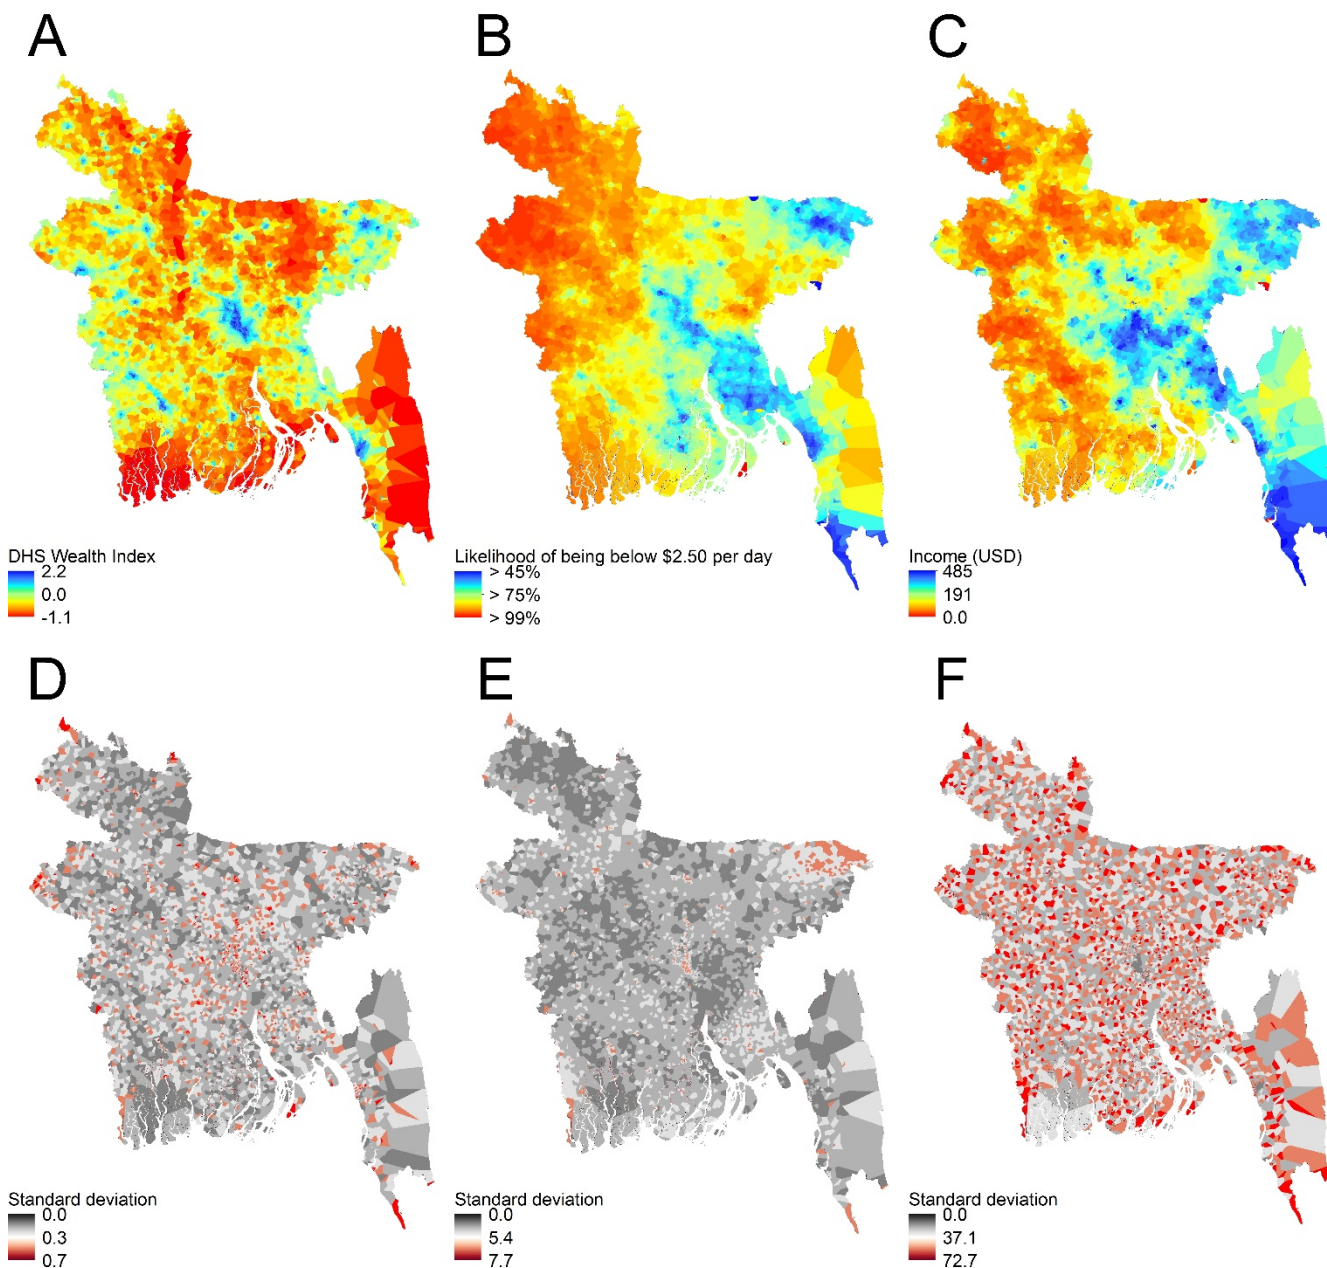 A
B
C
DHS Wealth Index
2.2
0.0
-1.1
Likelihood of being below $2.50 per day
> 45%
> 75%
> 99%
Income (USD)
485
191
0.0
D
E
F
Standard deviation
0.0
0.3
0.7
Standard deviation
0.0
5.4
7.7
Standard deviation
0.0
37.1
72.7